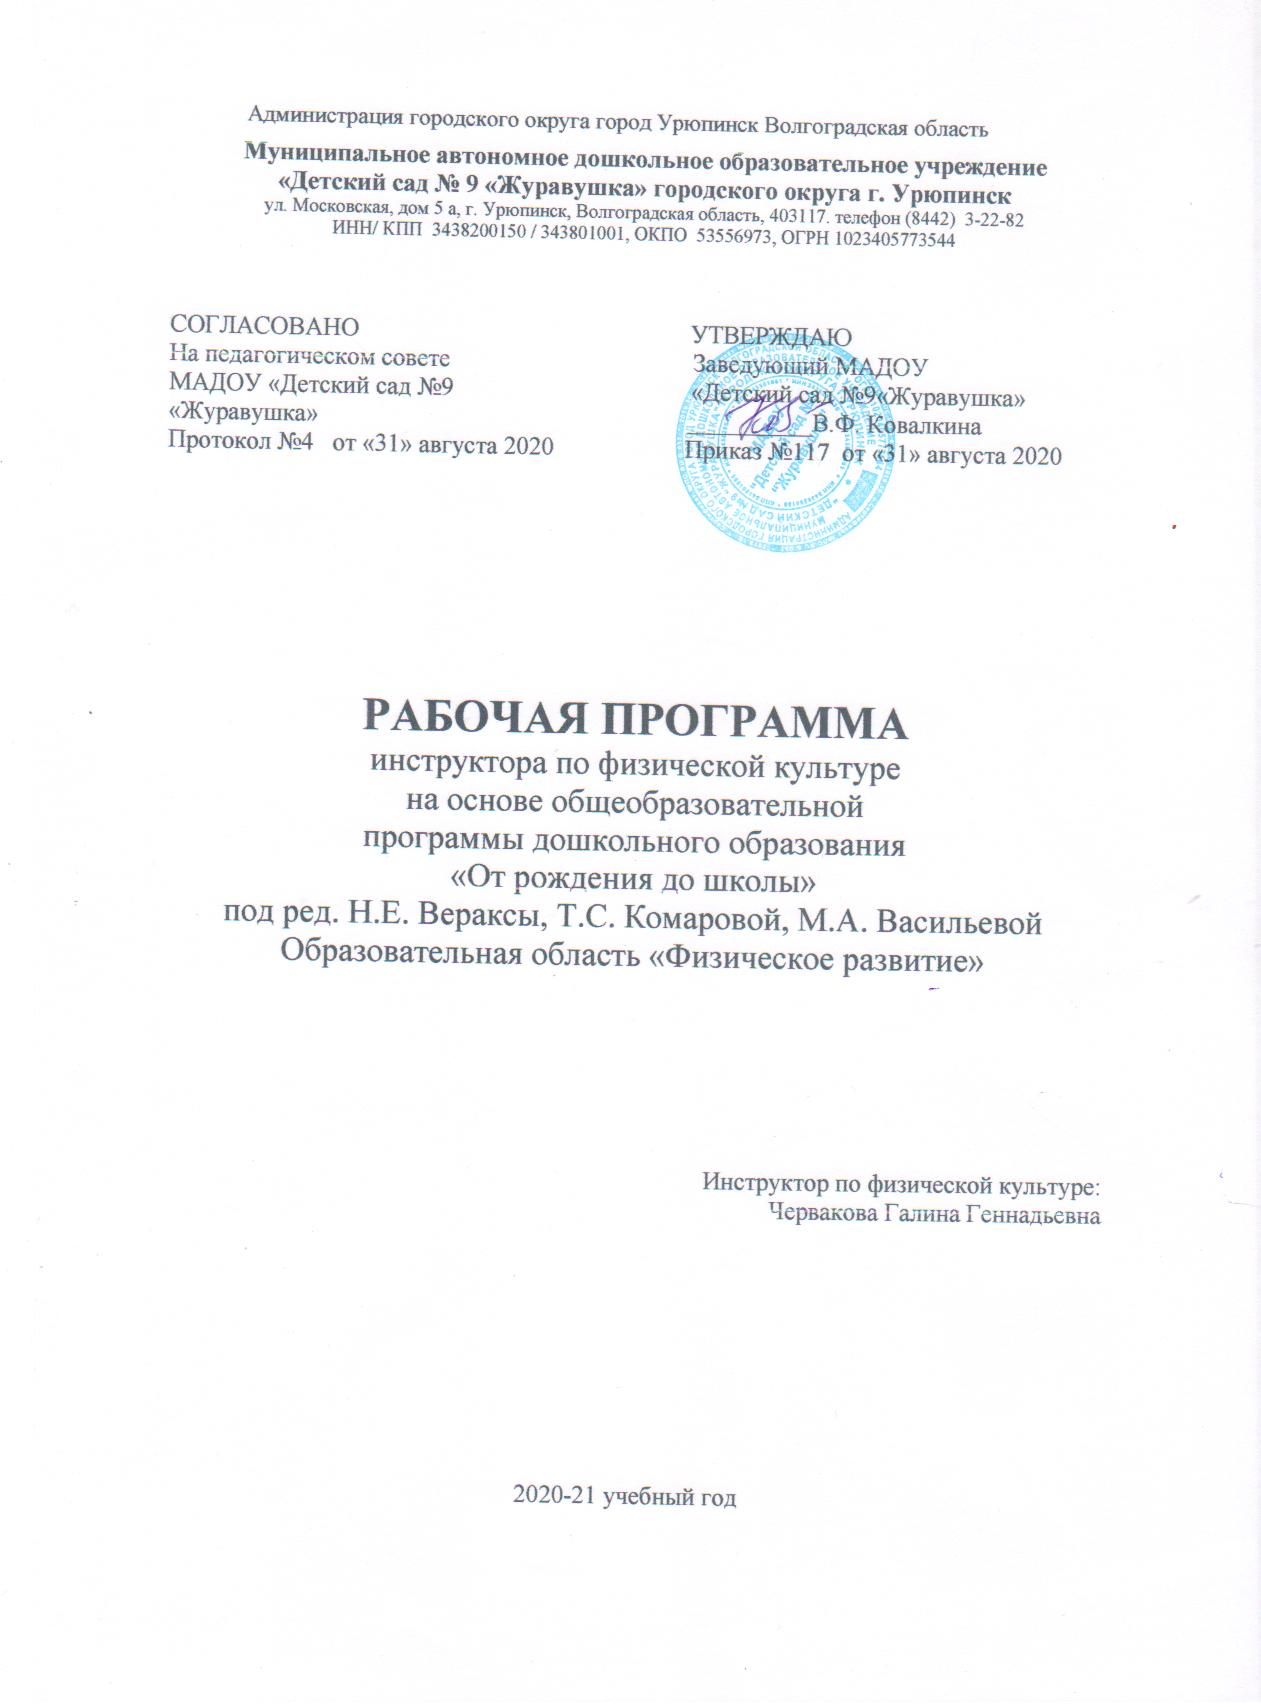 Администрация городского округа город Урюпинск Волгоградская область
Муниципальное автономное дошкольное образовательное учреждение
«Детский сад № 9 «Журавушка» городского округа г. Урюпинск
ул. Московская, дом 5 а, г. Урюпинск, Волгоградская область, 403117. телефон (8442) 3-22-82
ИНН/ КПП 3438200150 / 343801001, ОКПО 53556973, ОГРН 1023405773544
СОГЛАСОВАНО
На педагогическом совете
МАДОУ «Детский сад №9
«Журавушка»
Протокол №4 от «31» августа 2020
УТВЕРЖДАЮ
Заведующий МАДОУ
«Детский сад №9«Журавушка»
В.Ф. Ковалкина
Приказ №117 от «31» августа 2020
РАБОЧАЯ ПРОГРАММА
инструктора по физической культуре
на основе общеобразовательной
программы дошкольного образования
«От рождения до школы»
под ред. Н.Е. Вераксы, Т.С. Комаровой, М.А. Васильевой
Образовательная область «Физическое развитие»
Инструктор по физической культуре:
Червакова Галина Геннадьевна
2020-21 учебный год